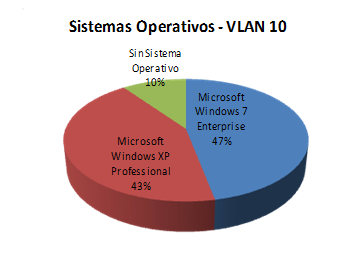 Sistemas Operativos - VLAN 10
Sin Sistema
Operativo
10%
Microsoft
Windows 7
Enterprise
47%
Microsoft
Windows XP
Professional
43%